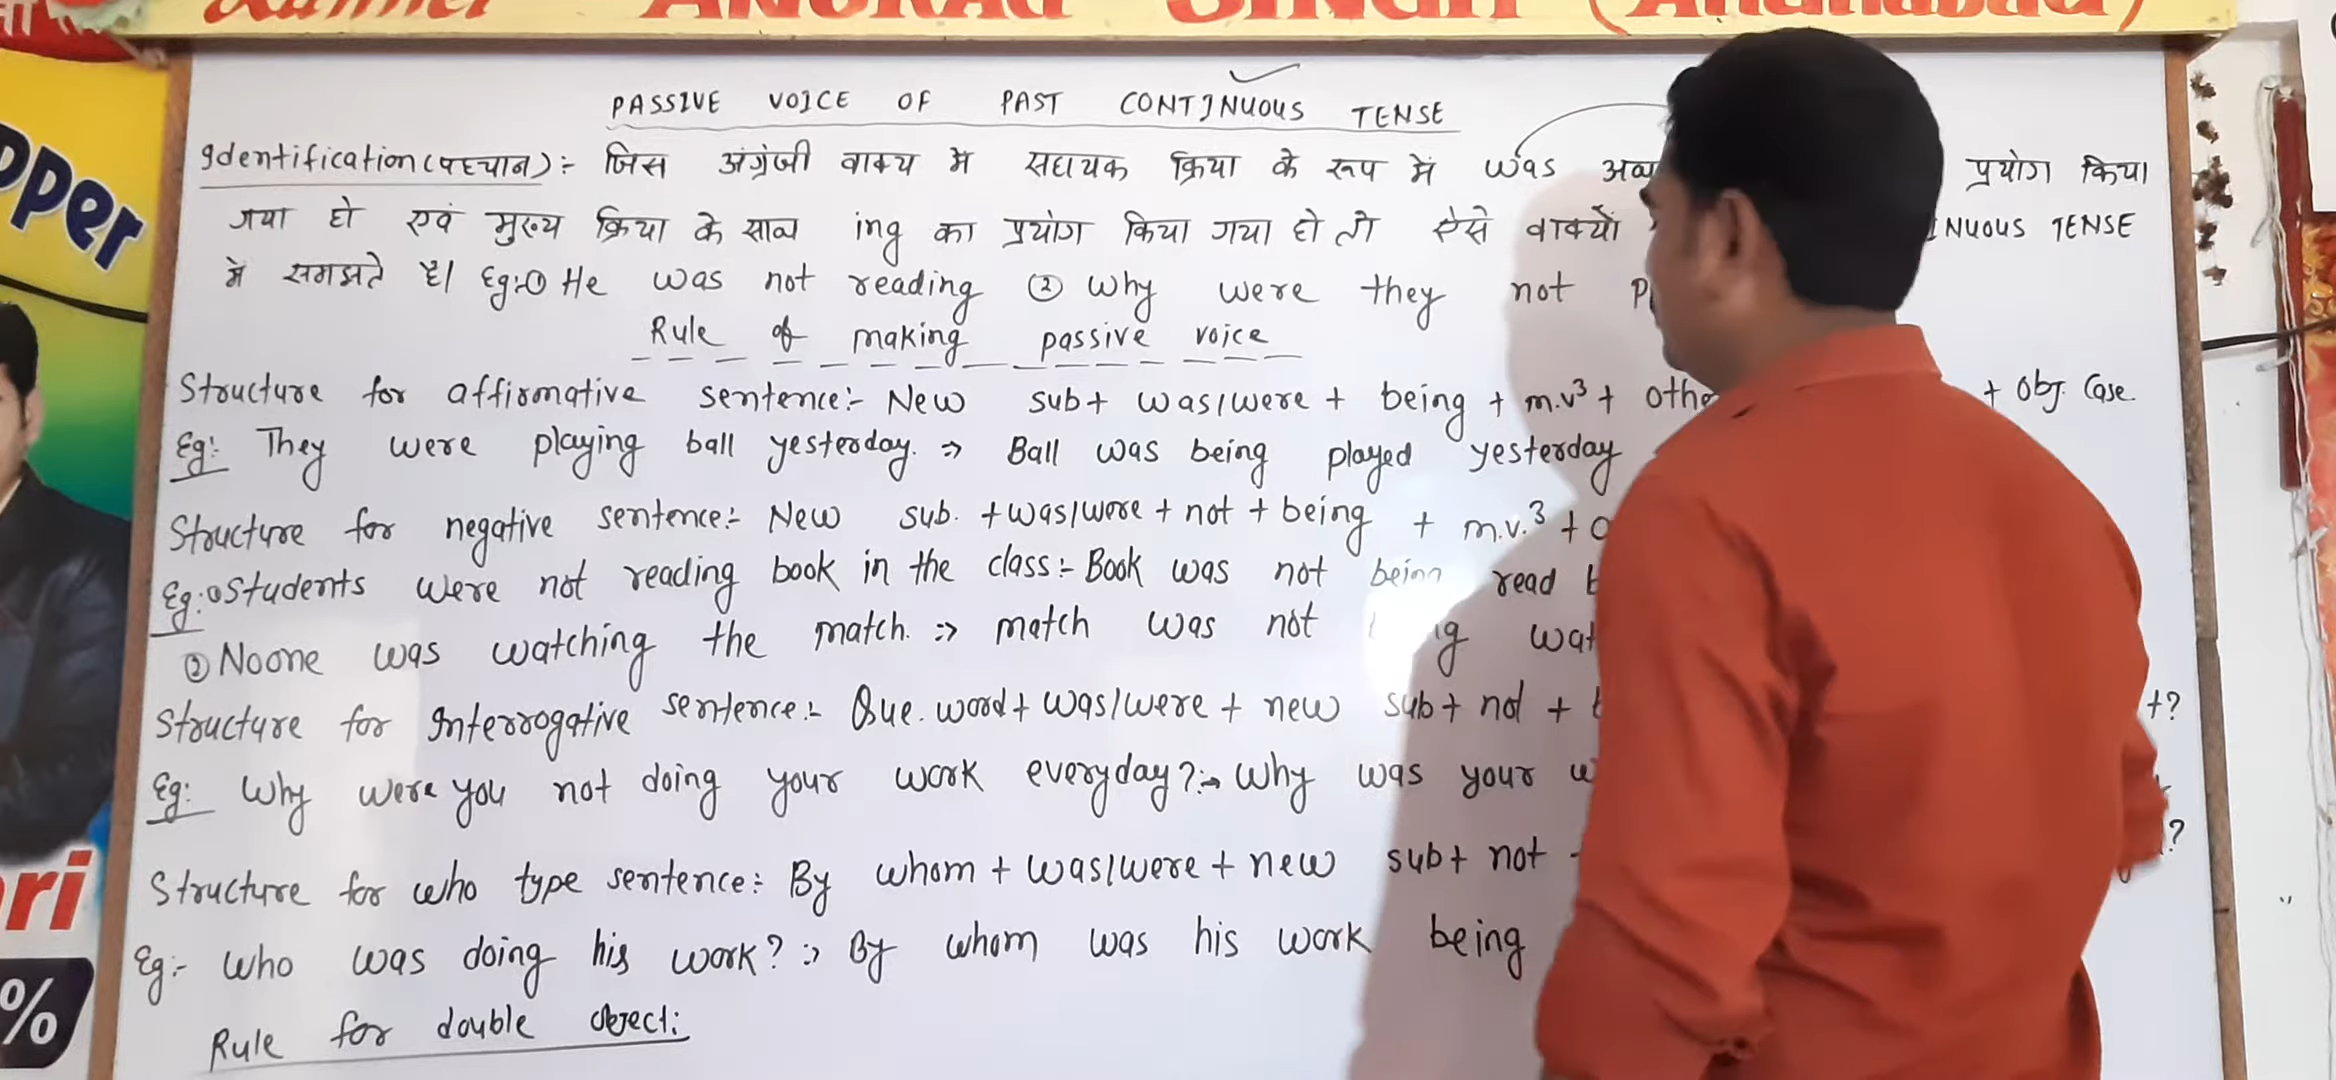 ANURAG SINGH (Allahabad)
PASSIVE VOICE OF PAST CONTINUOUS TENSE
Identification (पहचान) :- जिस अंग्रेजी वाक्य में सहायक क्रिया के रूप में was प्रयोग किया
गया हो एवं मुख्य क्रिया के साथ ing का प्रयोग किया गया हो तो ऐसे वाक्यों INUOUS TENSE
में समझते है। Eg:- ① He was not reading ② Why were they not
Rule of making passive voice
Structure for affirmative sentence:- New sub + was/were + being + m.v³ + + Obj. Case.
Eg:- They were playing ball yesterday. ⇒ Ball was being played yesterday
Structure for negative sentence:- New sub. + was/were + not + being + m.v.³ +
Eg:① Students were not reading book in the class:- Book was not being read
② Noone was watching the match. :⇒ match was not
Structure for Interrogative sentence:- Que. word + was/were + new sub + not + +?
Eg: Why were you not doing your work everyday?:→ Why was your
?
Structure for who type sentence:- By whom + was/were + new sub + not
Eg:- Who was doing his work? :⇒ By whom was his work being
Rule for double object:
pper
ri
%